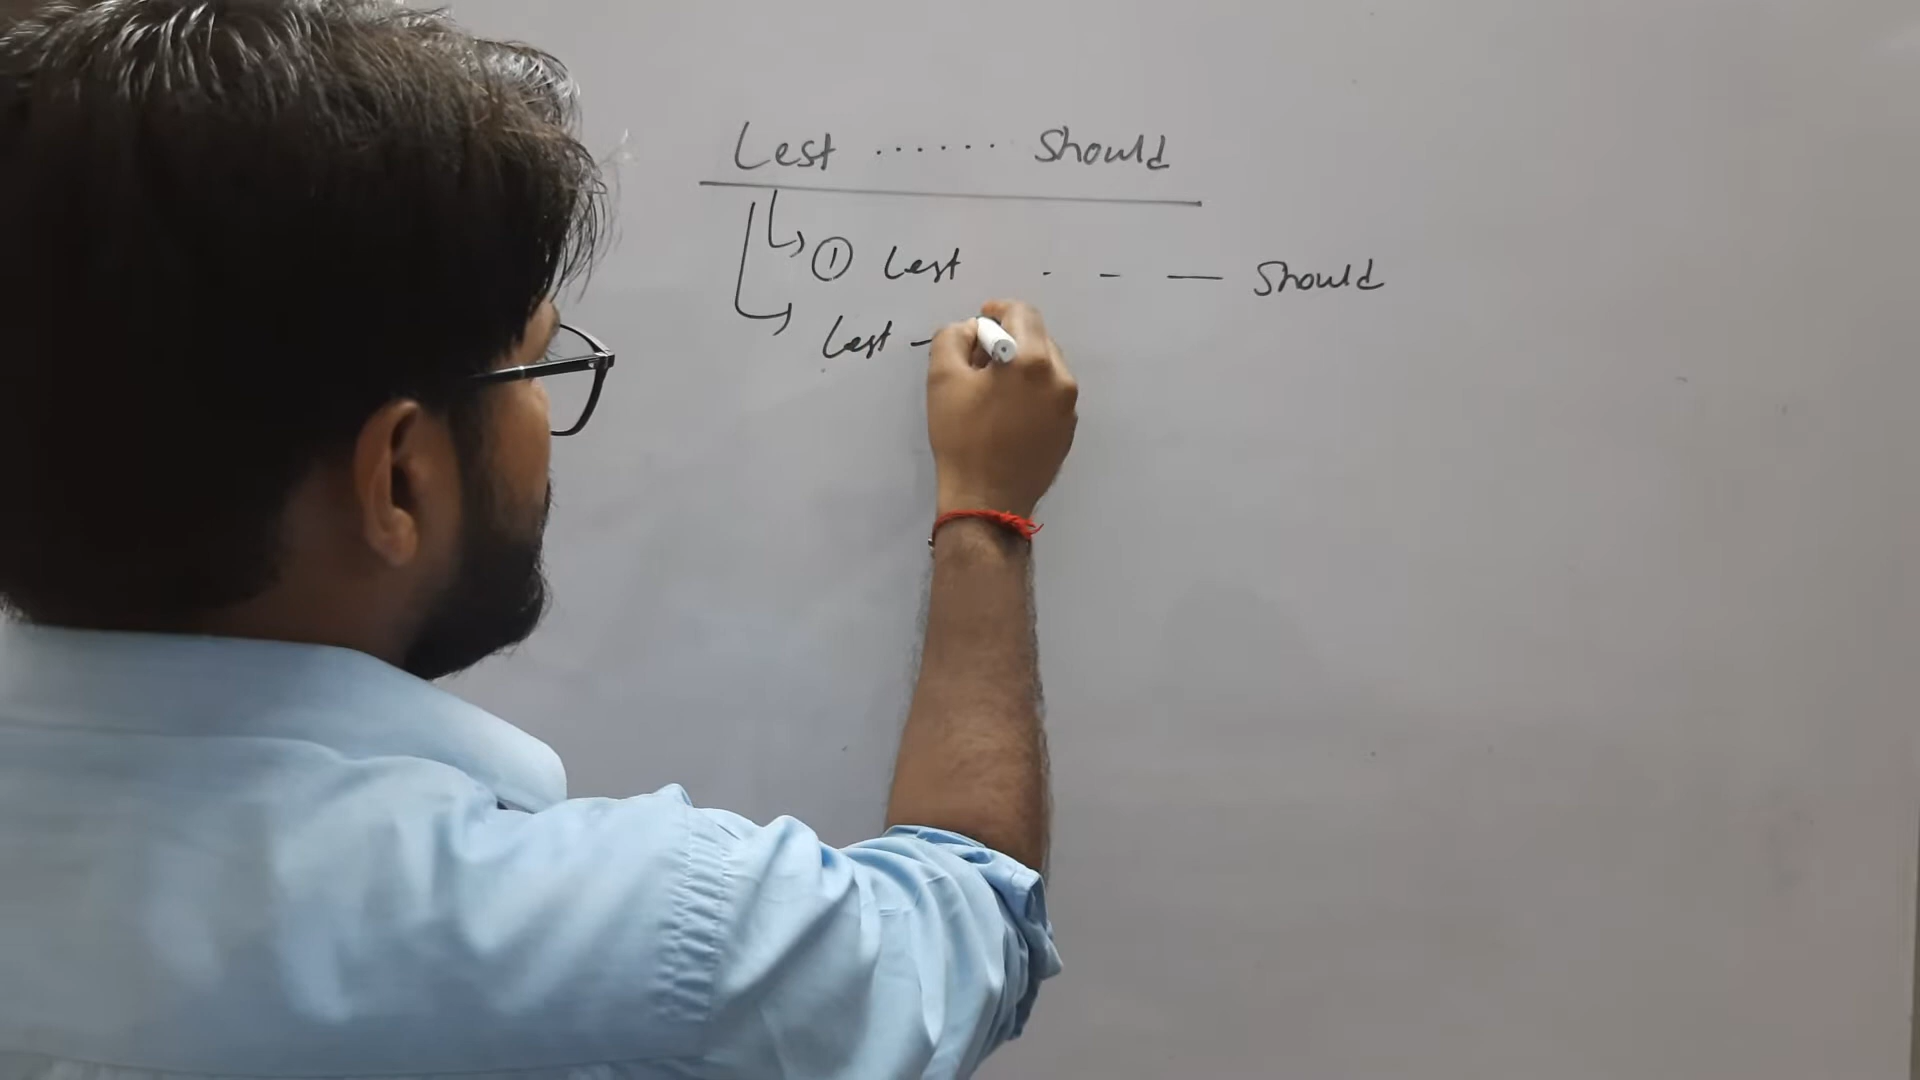 Lest ...... Should
① Lest . - — Should
Lest -